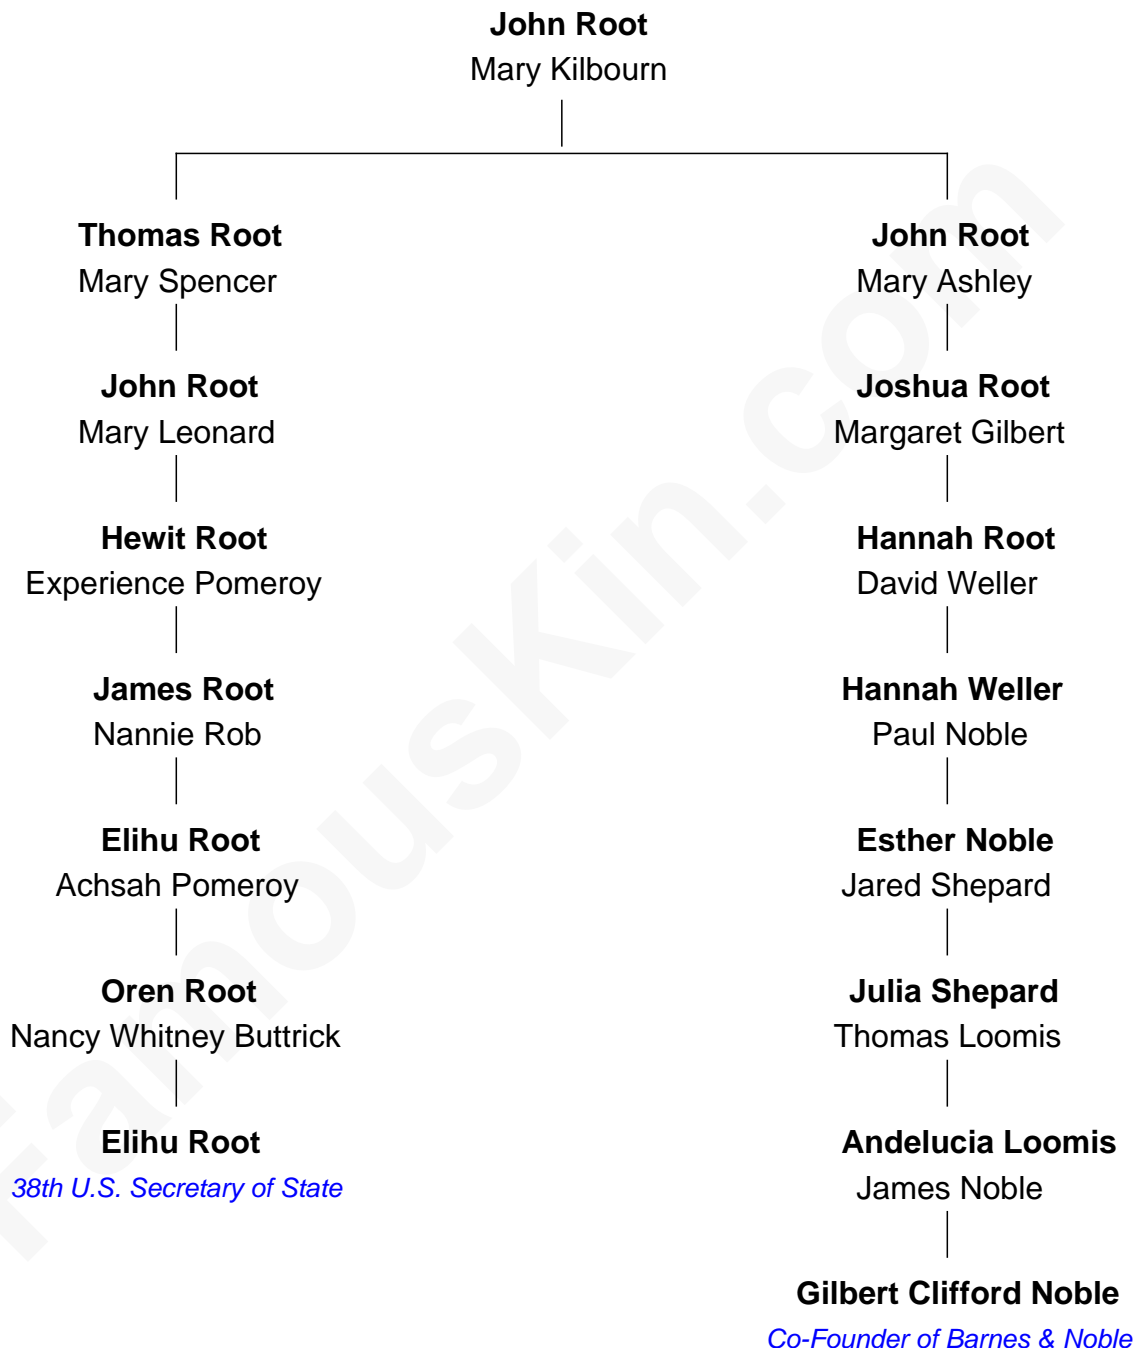 John Root
Mary Kilbourn
Thomas Root
Mary Spencer
John Root
Mary Ashley
John Root
Mary Leonard
Joshua Root
Margaret Gilbert
Hewit Root
Experience Pomeroy
Hannah Root
David Weller
James Root
Nannie Rob
Hannah Weller
Paul Noble
Elihu Root
Achsah Pomeroy
Esther Noble
Jared Shepard
Oren Root
Nancy Whitney Buttrick
Julia Shepard
Thomas Loomis
Elihu Root
38th U.S. Secretary of State
Andelucia Loomis
James Noble
Gilbert Clifford Noble
Co-Founder of Barnes & Noble
FamousKin.com